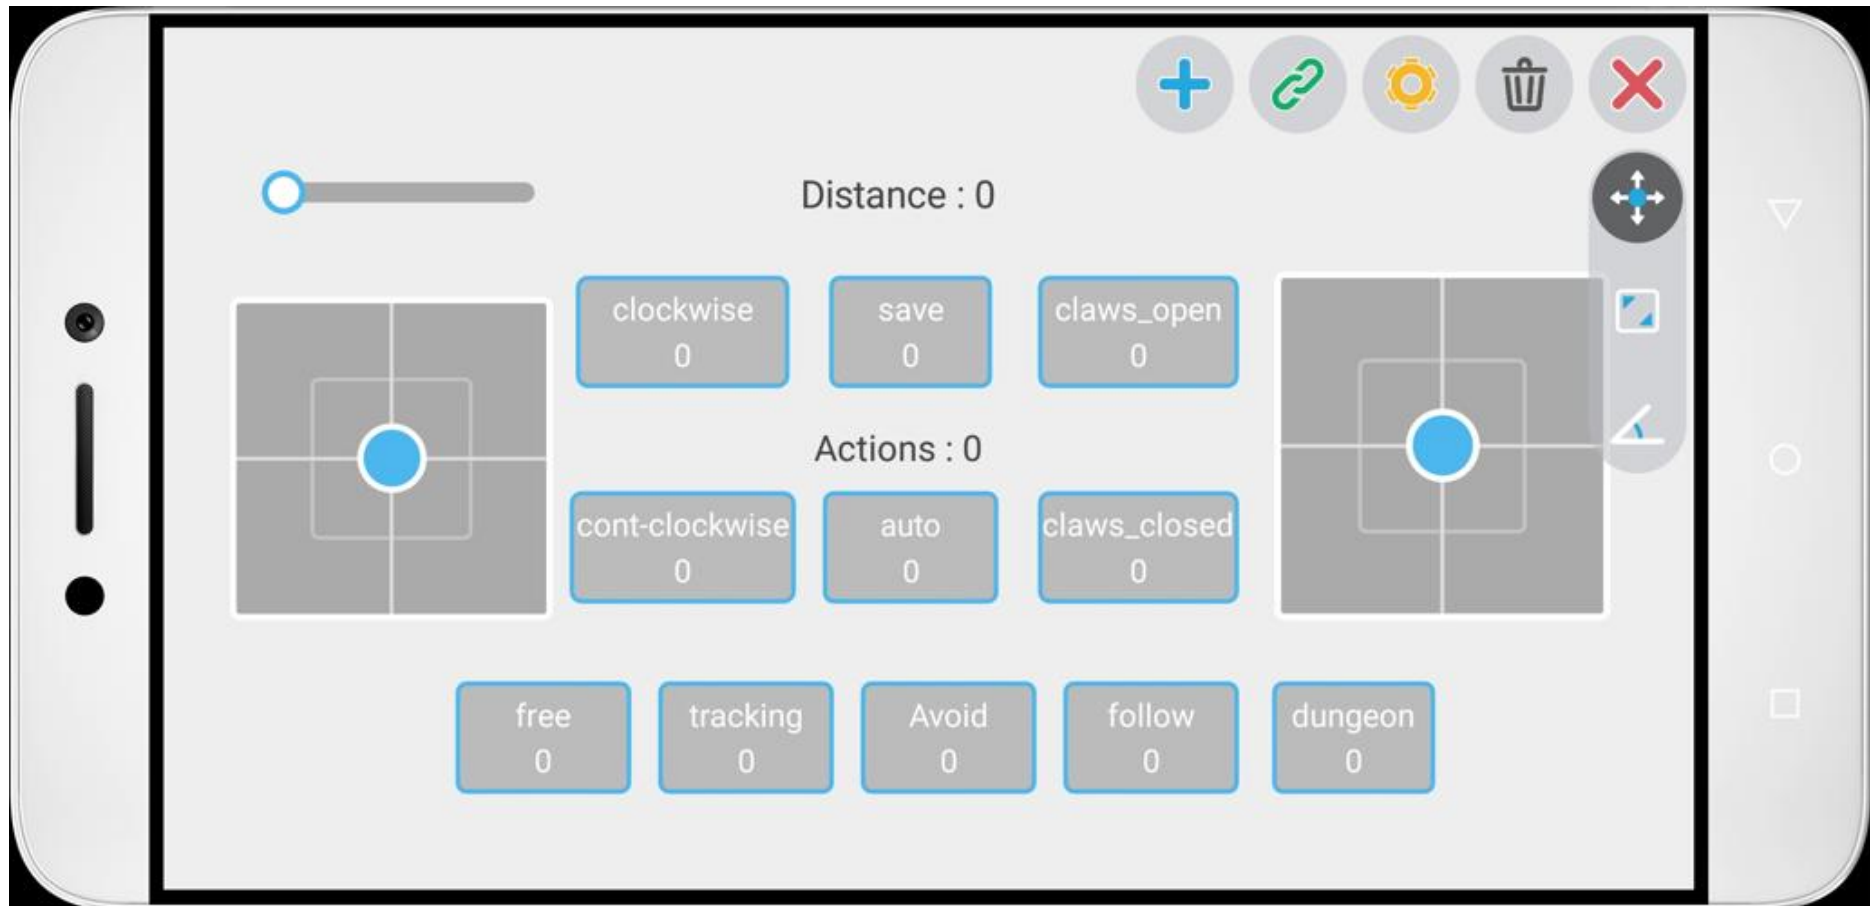 Distance : 0
clockwise
0
save
0
claws_open
0
Actions : 0
cont-clockwise
0
auto
0
claws_closed
0
free
0
tracking
0
Avoid
0
follow
0
dungeon
0